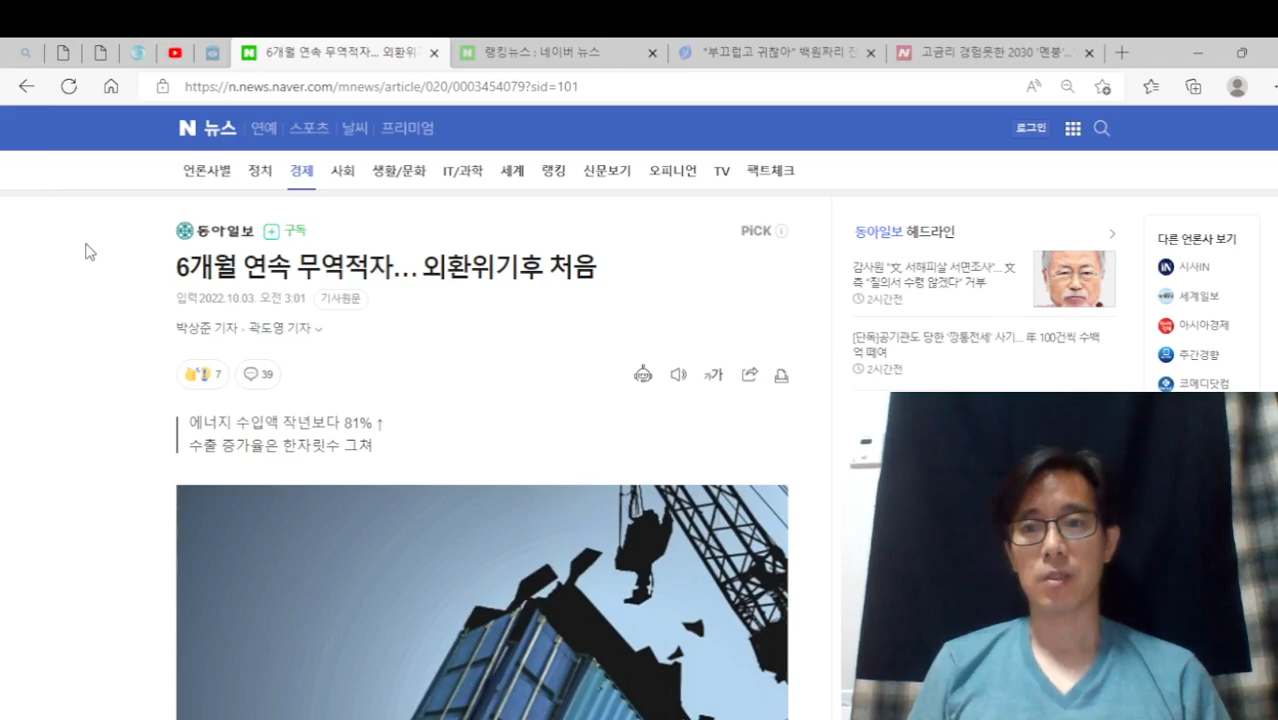 6개월 연속 무역적자... 외환위기
랭킹뉴스 : 네이버 뉴스
"부끄럽고 귀찮아" 백원짜리 전
고금리 경험못한 2030 '멘붕'...
https://n.news.naver.com/mnews/article/020/0003454079?sid=101
N 뉴스 연예 스포츠 날씨 프리미엄
로그인
언론사별 정치 경제 사회 생활/문화 IT/과학 세계 랭킹 신문보기 오피니언 TV 팩트체크
동아일보 구독
PiCK
6개월 연속 무역적자... 외환위기후 처음
입력2022.10.03. 오전 3:01 기사원문
박상준 기자 · 곽도영 기자
7 39
가가
에너지 수입액 작년보다 81% ↑
수출 증가율은 한자릿수 그쳐
동아일보 헤드라인
감사원 "文, 서해피살 서면조사"... 文
측 "질의서 수령 않겠다" 거부
2시간전
[단독]공기관도 당한 '깡통전세' 사기... 年 100건씩 수백
억 떼여
2시간전
다른 언론사 보기
시사IN
세계일보
아시아경제
주간경향
코메디닷컴